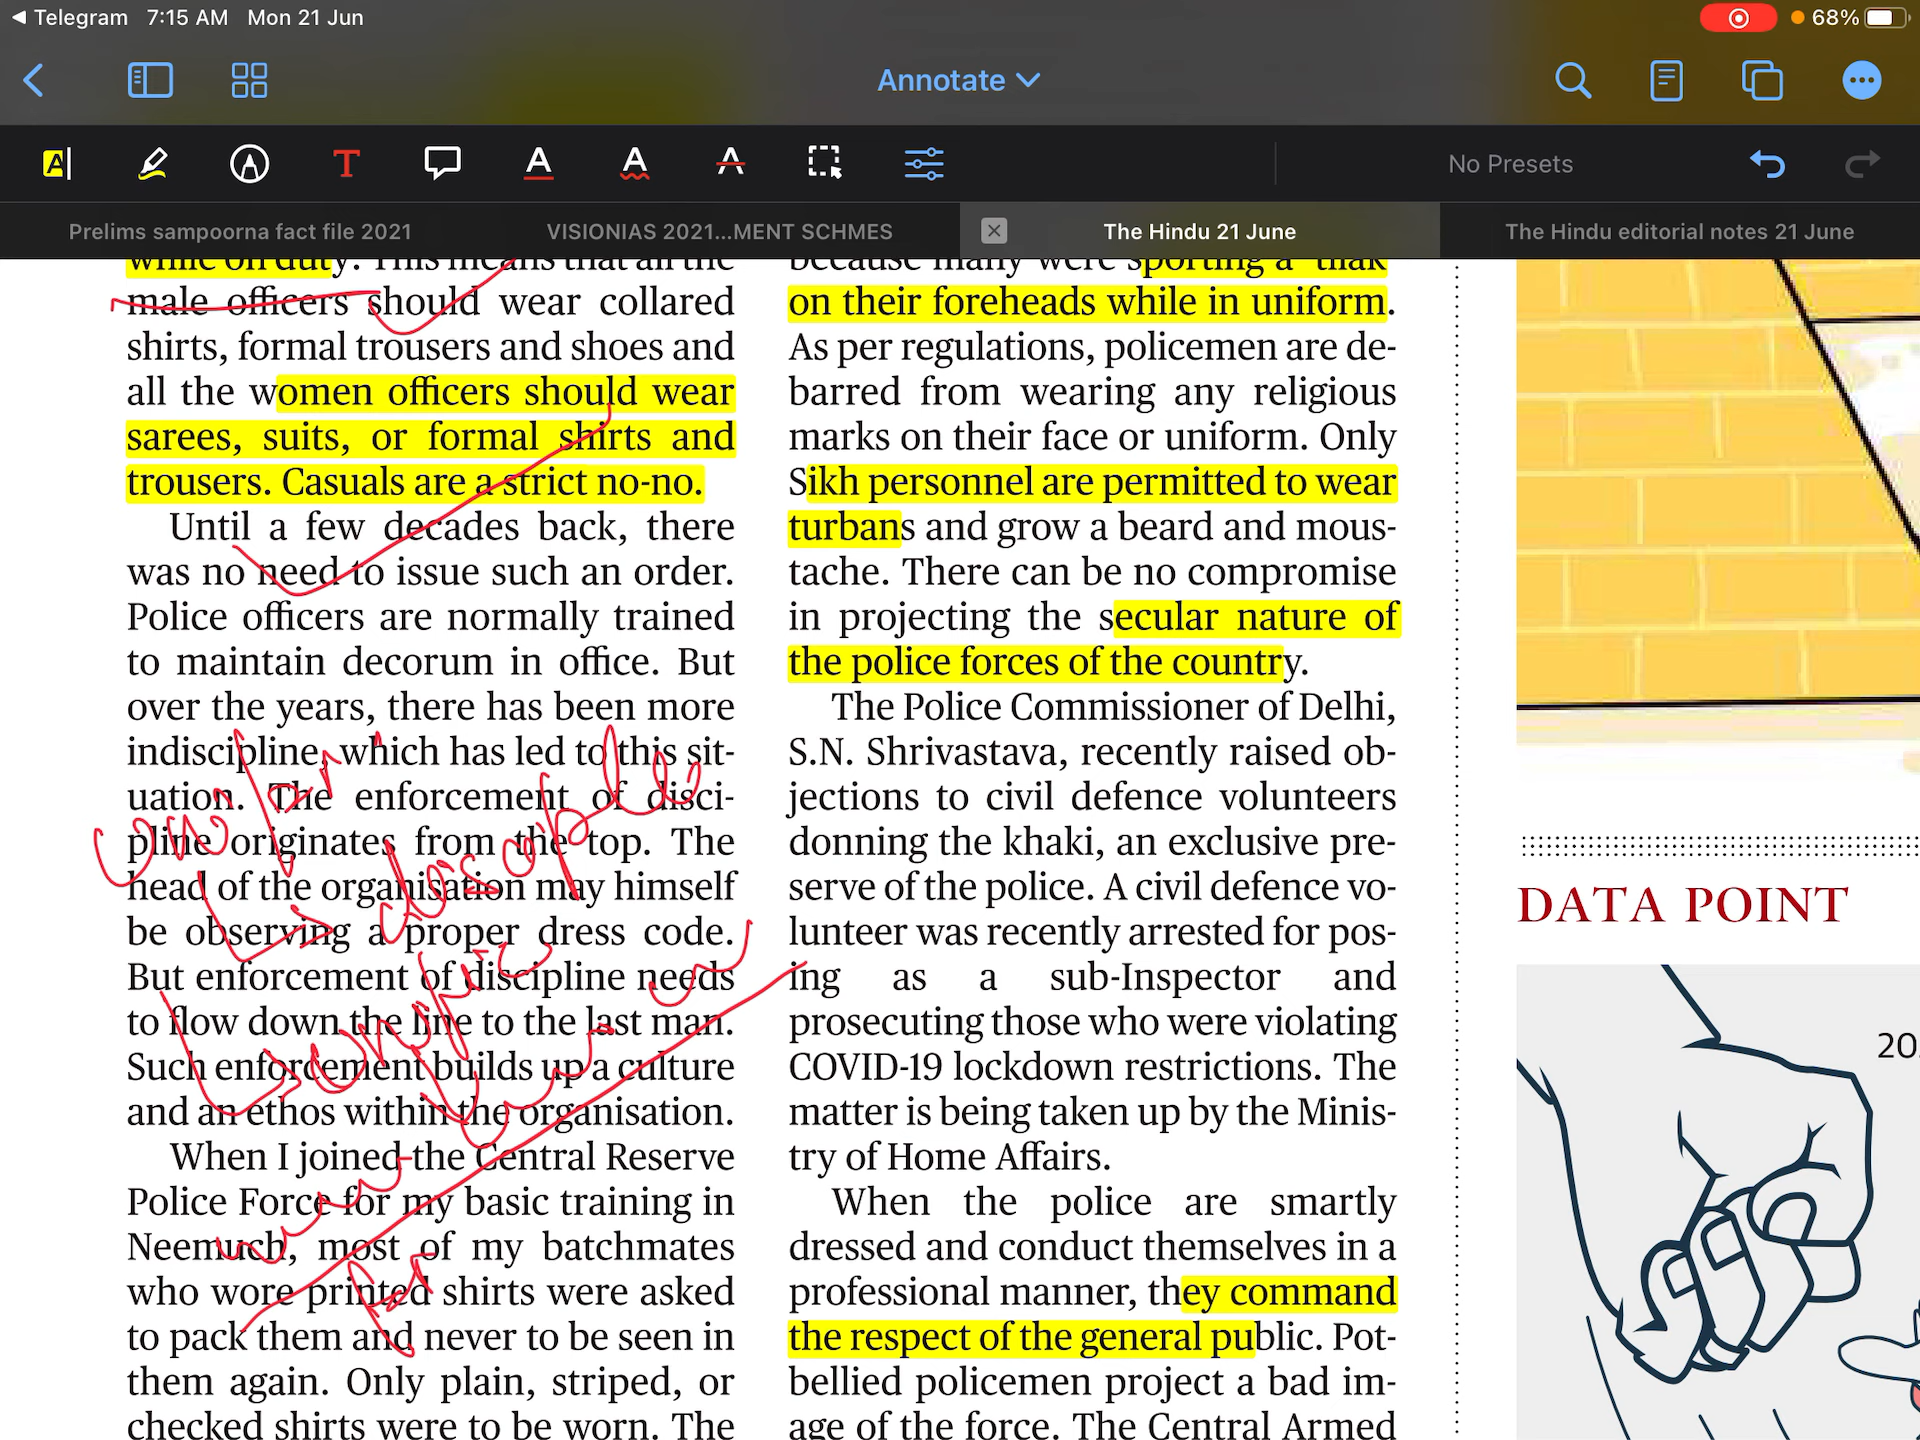 Telegram 7:15 AM Mon 21 Jun
68%
Annotate
No Presets
Prelims sampoorna fact file 2021
VISIONIAS 2021...MENT SCHMES
The Hindu 21 June
The Hindu editorial notes 21 June
while on duty. This means that all the
male officers should wear collared
shirts, formal trousers and shoes and
all the women officers should wear
sarees, suits, or formal shirts and
trousers. Casuals are a strict no-no.
Until a few decades back, there
was no need to issue such an order.
Police officers are normally trained
to maintain decorum in office. But
over the years, there has been more
indiscipline, which has led to this sit-
uation. The enforcement of disci-
pline originates from the top. The
head of the organisation may himself
be observing a proper dress code.
But enforcement of discipline needs
to flow down the line to the last man.
Such enforcement builds up a culture
and an ethos within the organisation.
When I joined the Central Reserve
Police Force for my basic training in
Neemuch, most of my batchmates
who wore printed shirts were asked
to pack them and never to be seen in
them again. Only plain, striped, or
checked shirts were to be worn. The
because many were sporting a 'tilak'
on their foreheads while in uniform.
As per regulations, policemen are de-
barred from wearing any religious
marks on their face or uniform. Only
Sikh personnel are permitted to wear
turbans and grow a beard and mous-
tache. There can be no compromise
in projecting the secular nature of
the police forces of the country.
The Police Commissioner of Delhi,
S.N. Shrivastava, recently raised ob-
jections to civil defence volunteers
donning the khaki, an exclusive pre-
serve of the police. A civil defence vo-
lunteer was recently arrested for pos-
ing as a sub-Inspector and
prosecuting those who were violating
COVID-19 lockdown restrictions. The
matter is being taken up by the Minis-
try of Home Affairs.
When the police are smartly
dressed and conduct themselves in a
professional manner, they command
the respect of the general public. Pot-
bellied policemen project a bad im-
age of the force. The Central Armed
DATA POINT